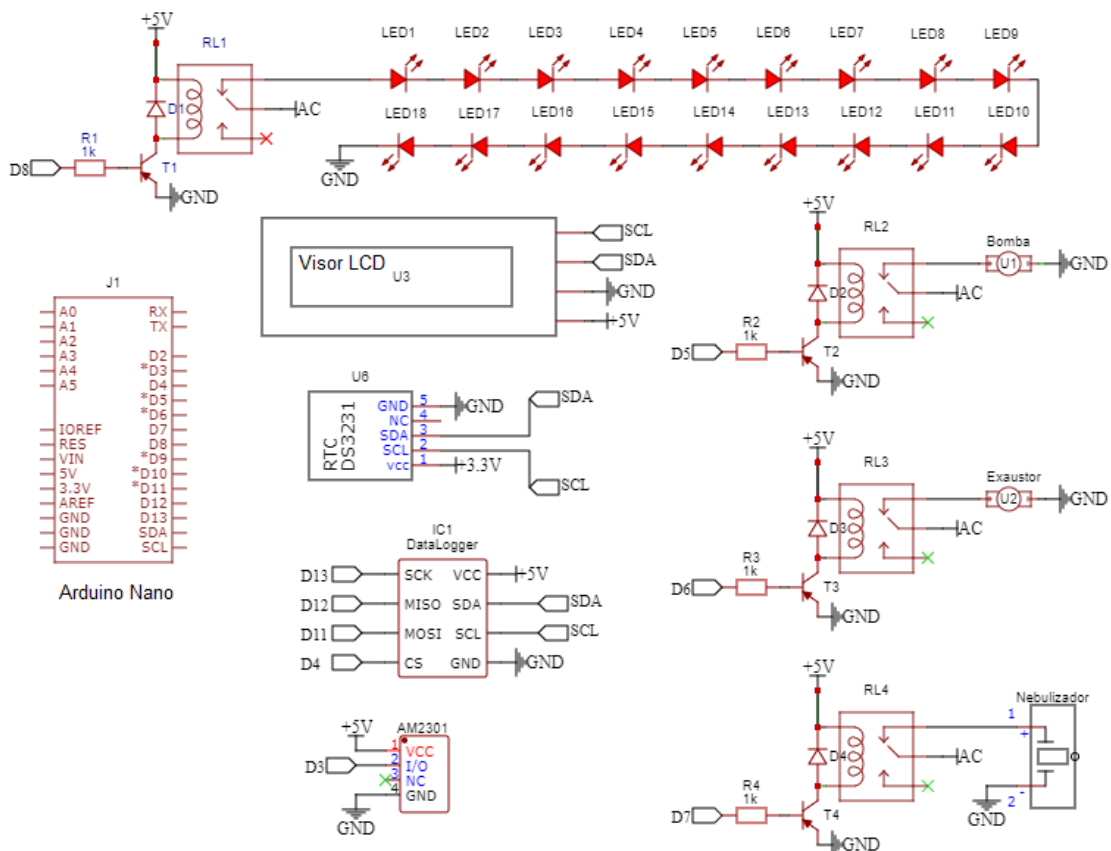 +5V
RL1
D1
AC
R1
1k
D8
T1
GND
LED1 LED2 LED3 LED4 LED5 LED6 LED7 LED8 LED9
LED18 LED17 LED16 LED15 LED14 LED13 LED12 LED11 LED10
GND
Visor LCD
U3
SCL
SDA
GND
+5V
J1
A0 RX
A1 TX
A2
A3 D2
A4 *D3
A5 D4
*D5
*D6
IOREF D7
RES D8
VIN *D9
5V *D10
3.3V *D11
AREF D12
GND D13
GND SDA
GND SCL
Arduino Nano
U6
RTC
DS3231
GND 5 GND
NC 4
SDA 3 SDA
SCL 2 SCL
vcc 1 +3.3V
IC1
DataLogger
D13 SCK VCC +5V
D12 MISO SDA SDA
D11 MOSI SCL SCL
D4 CS GND GND
AM2301
+5V 1 VCC
D3 2 I/O
3 NC
4 GND
GND
+5V
RL2
Bomba
U1
GND
D2
AC
R2
1k
D5
T2
GND
+5V
RL3
Exaustor
U2
GND
D3
AC
R3
1k
D6
T3
GND
+5V
RL4
Nebulizador
1
+
D4
AC
R4
1k
D7
T4
GND
-
2
GND